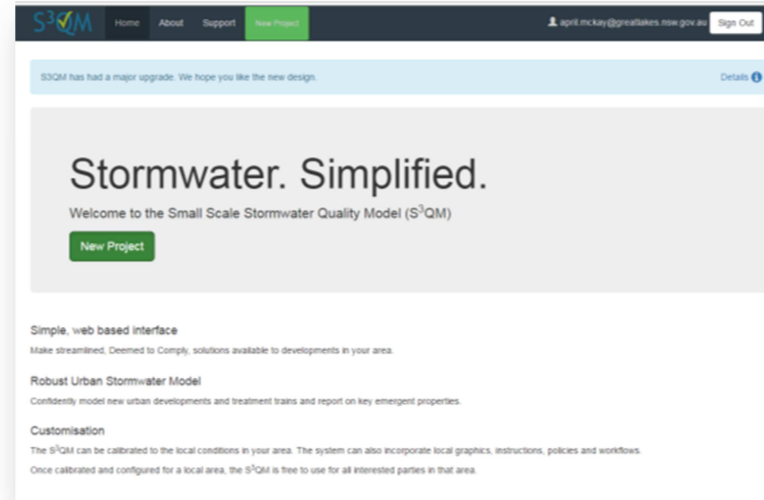 S³QM Home About Support New Project april.mckay@greatlakes.nsw.gov.au Sign Out
S3QM has had a major upgrade. We hope you like the new design. Details
Stormwater. Simplified.
Welcome to the Small Scale Stormwater Quality Model (S³QM)
New Project
Simple, web based interface
Make streamlined, Deemed to Comply, solutions available to developments in your area.
Robust Urban Stormwater Model
Confidently model new urban developments and treatment trains and report on key emergent properties.
Customisation
The S³QM can be calibrated to the local conditions in your area. The system can also incorporate local graphics, instructions, policies and workflows.
Once calibrated and configured for a local area, the S³QM is free to use for all interested parties in that area.